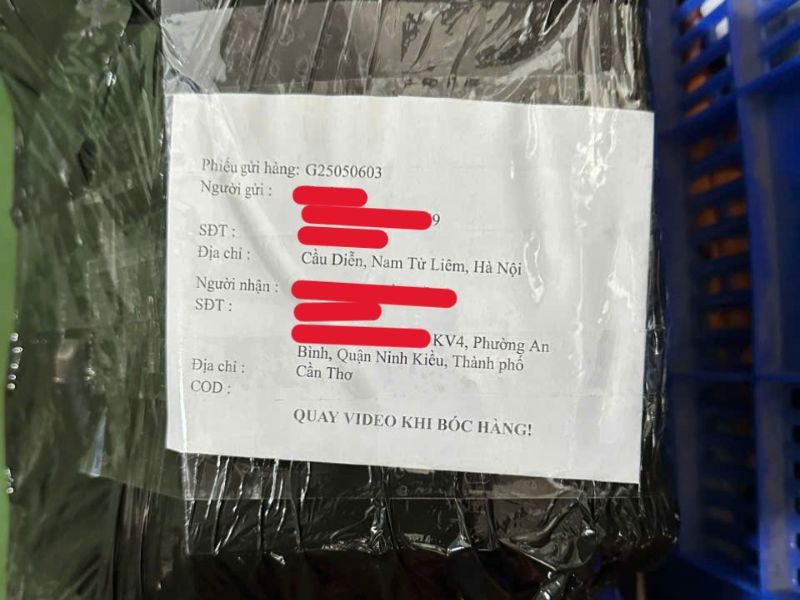 Phiếu gửi hàng: G25050603
Người gửi :
9
SĐT :
Địa chỉ : Cầu Diễn, Nam Từ Liêm, Hà Nội
Người nhận :
SĐT :
KV4, Phường An
Bình, Quận Ninh Kiều, Thành phố
Địa chỉ : Cần Thơ
COD :
QUAY VIDEO KHI BÓC HÀNG!